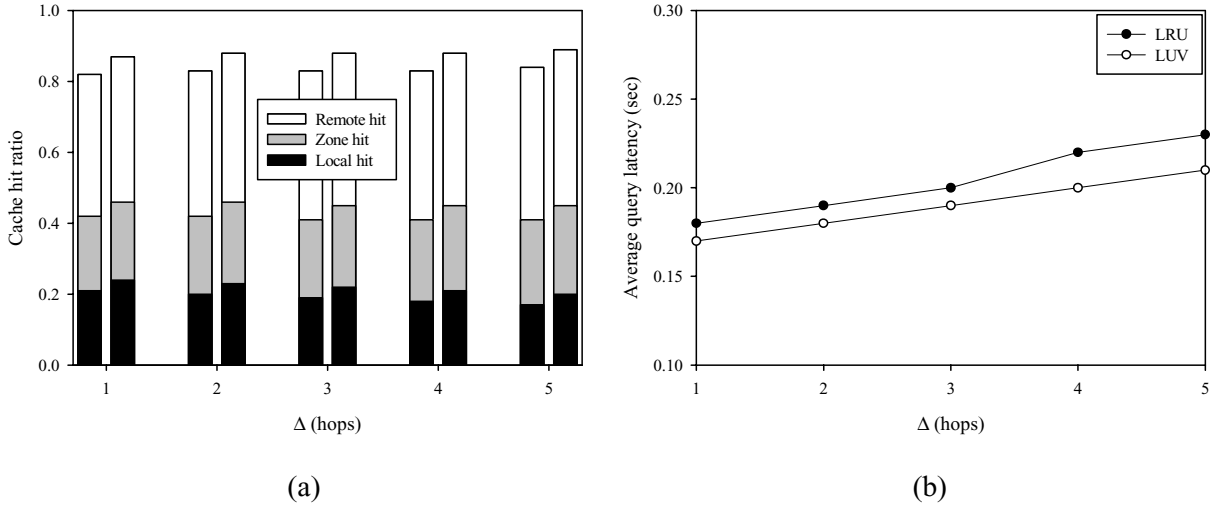 Cache hit ratio
1.0
0.8
0.6
0.4
0.2
0.0
Remote hit
Zone hit
Local hit
1 2 3 4 5
Δ (hops)
(a)
Average query latency (sec)
0.30
0.25
0.20
0.15
0.10
LRU
LUV
1 2 3 4 5
Δ (hops)
(b)